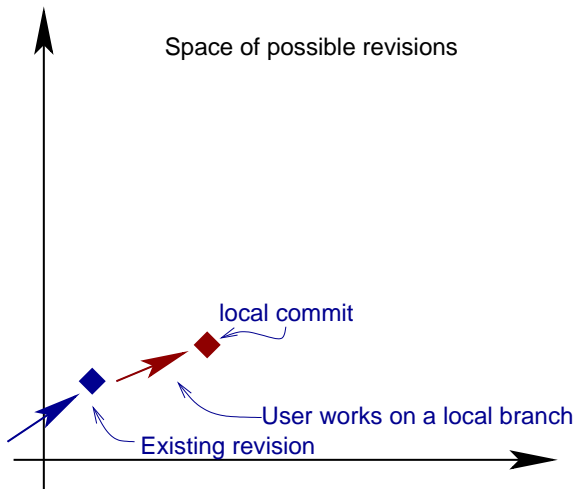 Space of possible revisions
local commit
User works on a local branch
Existing revision